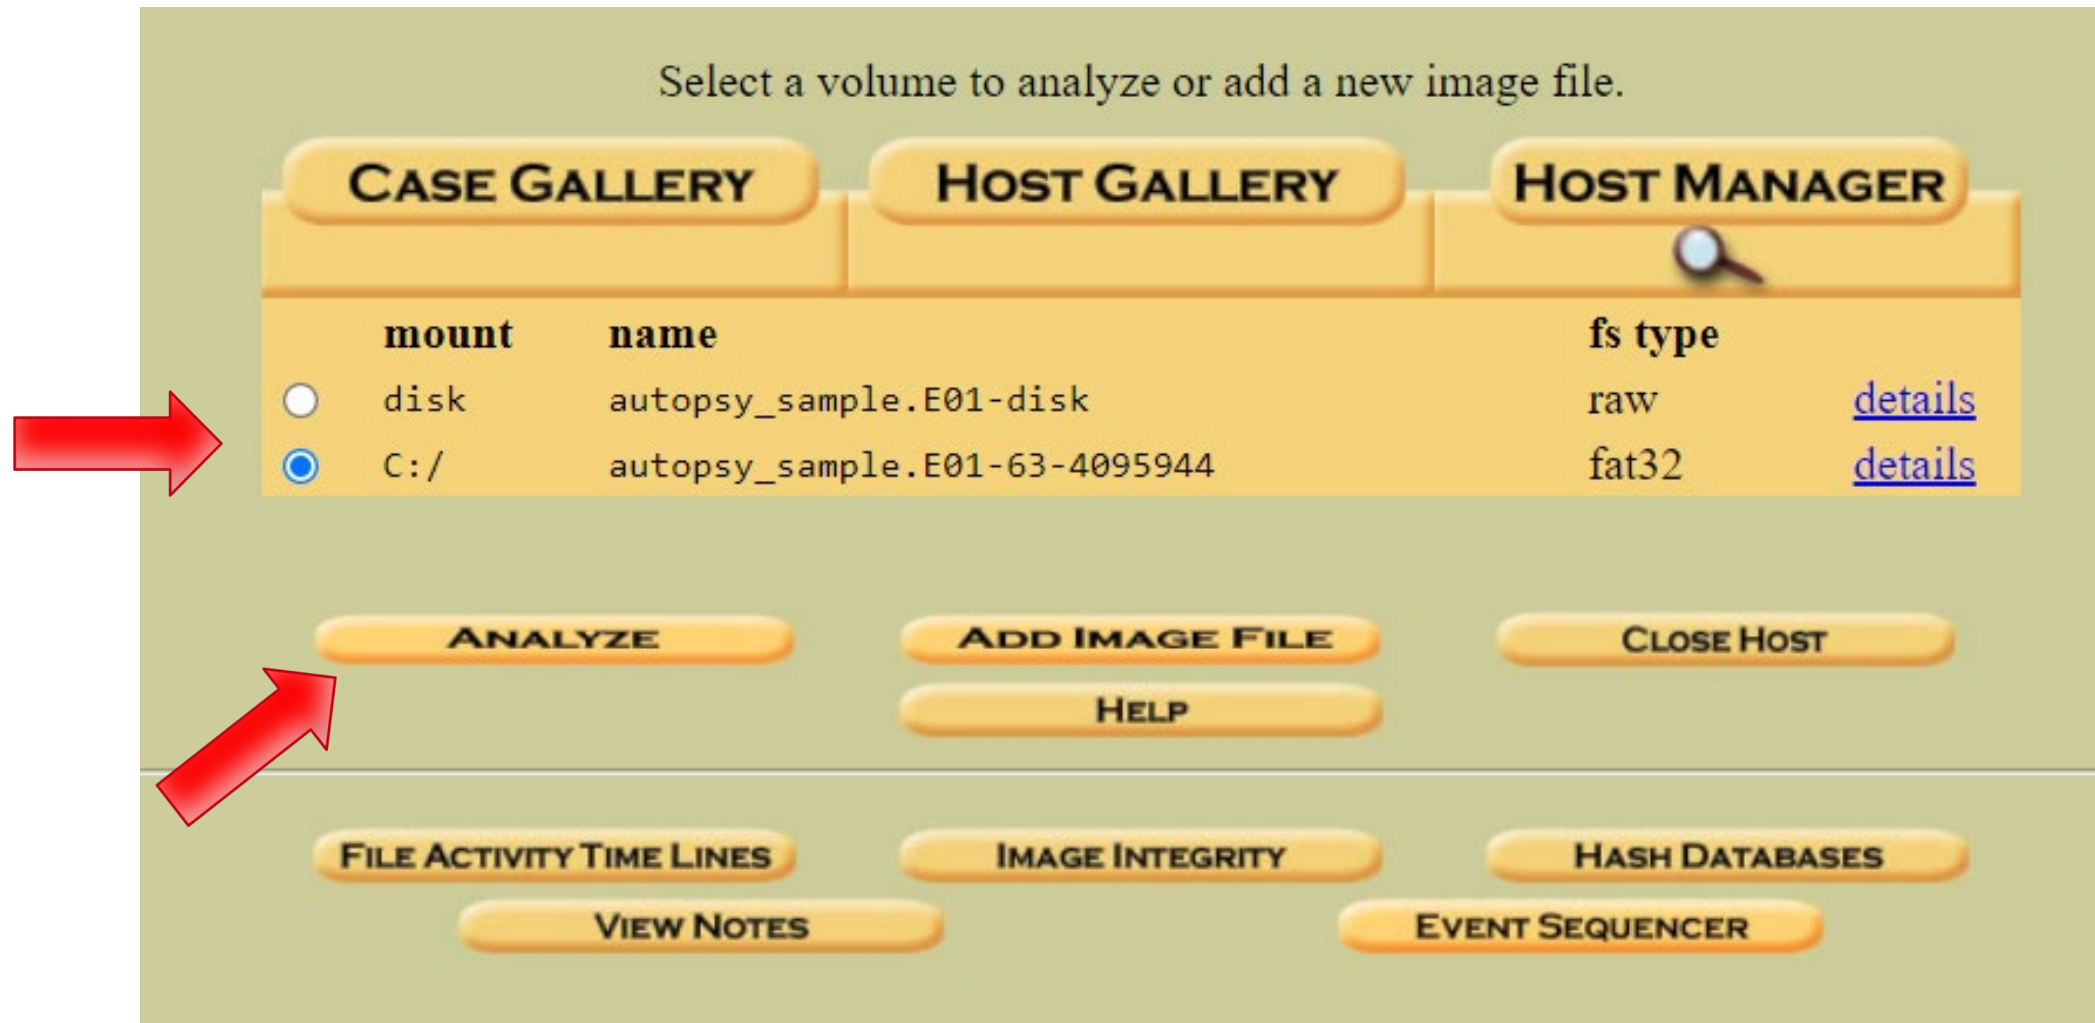 Select a volume to analyze or add a new image file.
CASE GALLERY HOST GALLERY HOST MANAGER
mount name fs type
disk autopsy_sample.E01-disk raw details
C:/ autopsy_sample.E01-63-4095944 fat32 details
ANALYZE ADD IMAGE FILE CLOSE HOST
HELP
FILE ACTIVITY TIME LINES IMAGE INTEGRITY HASH DATABASES
VIEW NOTES EVENT SEQUENCER